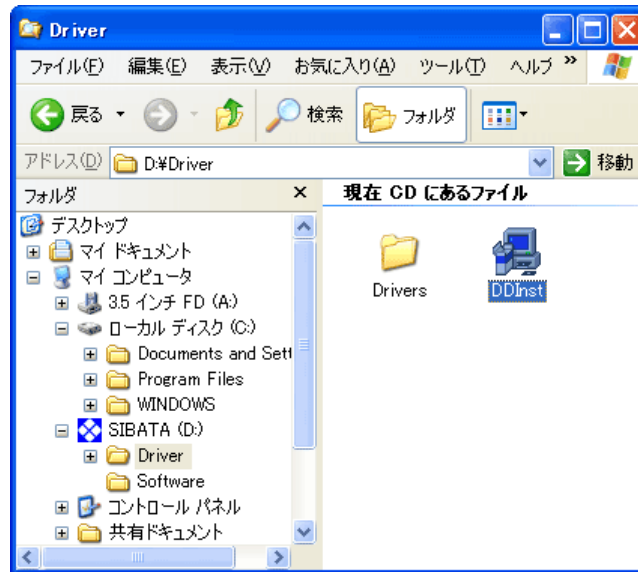 Driver
ファイル(F) 編集(E) 表示(V) お気に入り(A) ツール(T) ヘルプ »
戻る 検索 フォルダ
アドレス(D) D:¥Driver 移動
フォルダ ×
現在 CD にあるファイル
デスクトップ
マイ ドキュメント
マイ コンピュータ
3.5 インチ FD (A:)
ローカル ディスク (C:)
Documents and Sett
Program Files
WINDOWS
SIBATA (D:)
Driver
Software
コントロール パネル
共有ドキュメント
Drivers
DDInst